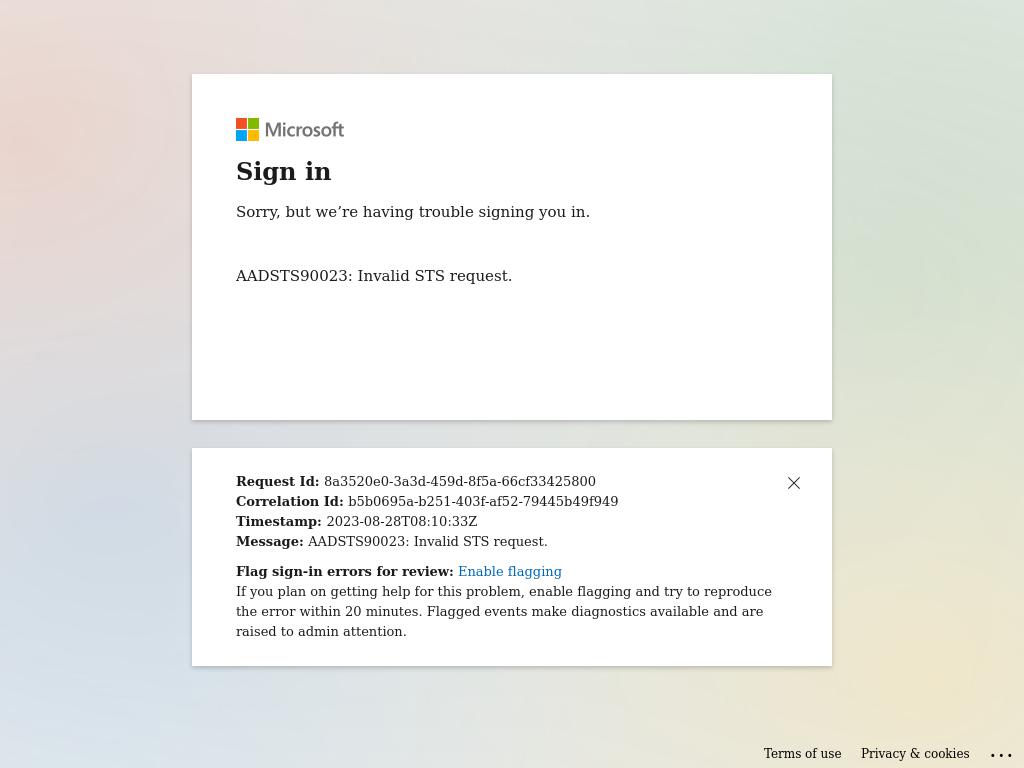 Microsoft
Sign in
Sorry, but we’re having trouble signing you in.
AADSTS90023: Invalid STS request.
Request Id: 8a3520e0-3a3d-459d-8f5a-66cf33425800
Correlation Id: b5b0695a-b251-403f-af52-79445b49f949
Timestamp: 2023-08-28T08:10:33Z
Message: AADSTS90023: Invalid STS request.
Flag sign-in errors for review: Enable flagging
If you plan on getting help for this problem, enable flagging and try to reproduce
the error within 20 minutes. Flagged events make diagnostics available and are
raised to admin attention.
Terms of use Privacy & cookies ...